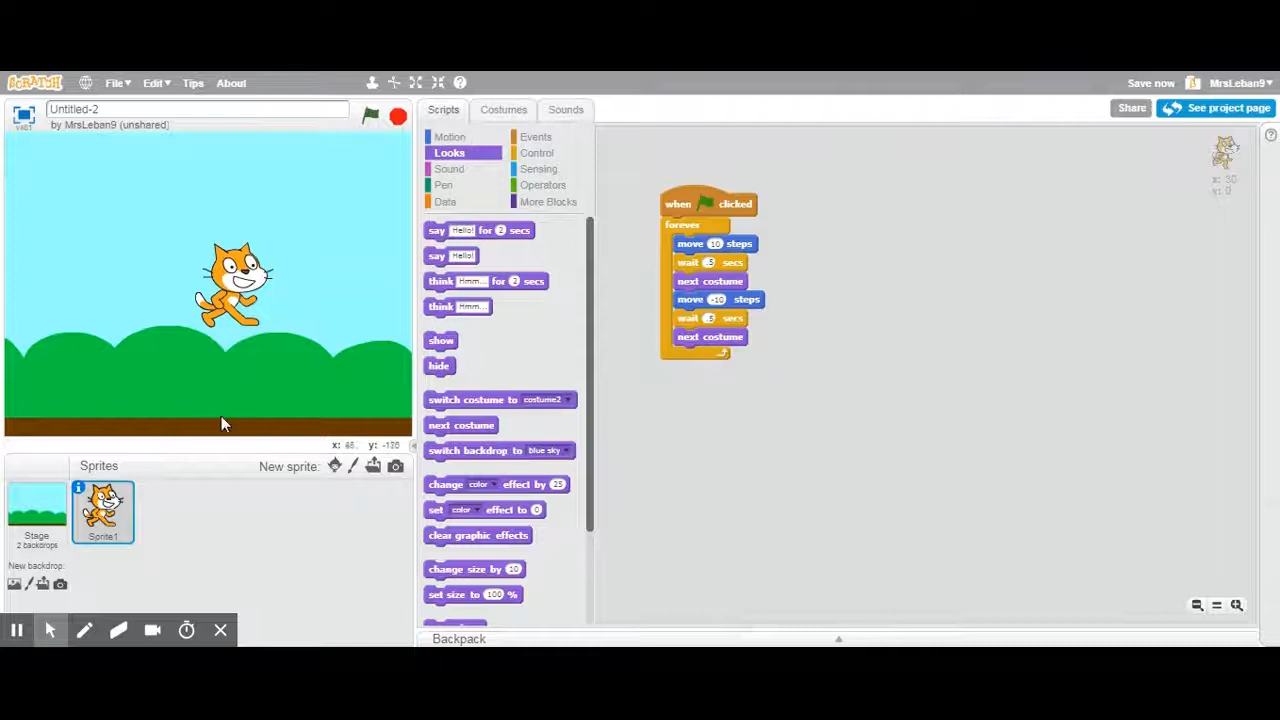 SCRATCH File Edit Tips About Save now MrsLeban9
Untitled-2
by MrsLeban9 (unshared)
v461
Scripts Costumes Sounds
Share See project page
Motion Events
Looks Control
Sound Sensing
Pen Operators
Data More Blocks
say Hello! for 2 secs
say Hello!
think Hmm... for 2 secs
think Hmm...
show
hide
switch costume to costume2
next costume
switch backdrop to blue sky
change color effect by 25
set color effect to 0
clear graphic effects
change size by 10
set size to 100 %
when clicked
forever
move 10 steps
wait .5 secs
next costume
move -10 steps
wait .5 secs
next costume
x: 30
y: 0
Sprites New sprite:
Stage
2 backdrops
Sprite1
New backdrop:
Backpack